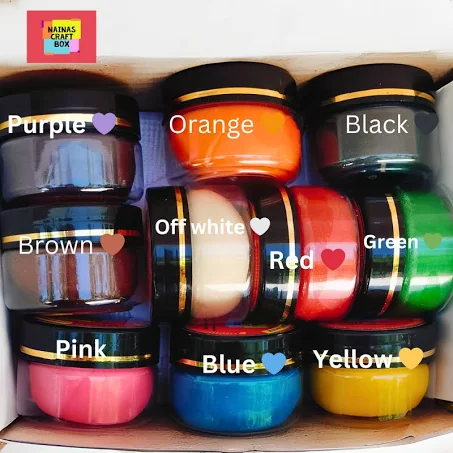 NAINAS
CRAFT
BOX
Purple 💜
Orange 🧡
Black 🖤
Brown 🤎
Off white 🤍
Red ❤️
Green 💚
Pink
Blue 💙
Yellow 💛